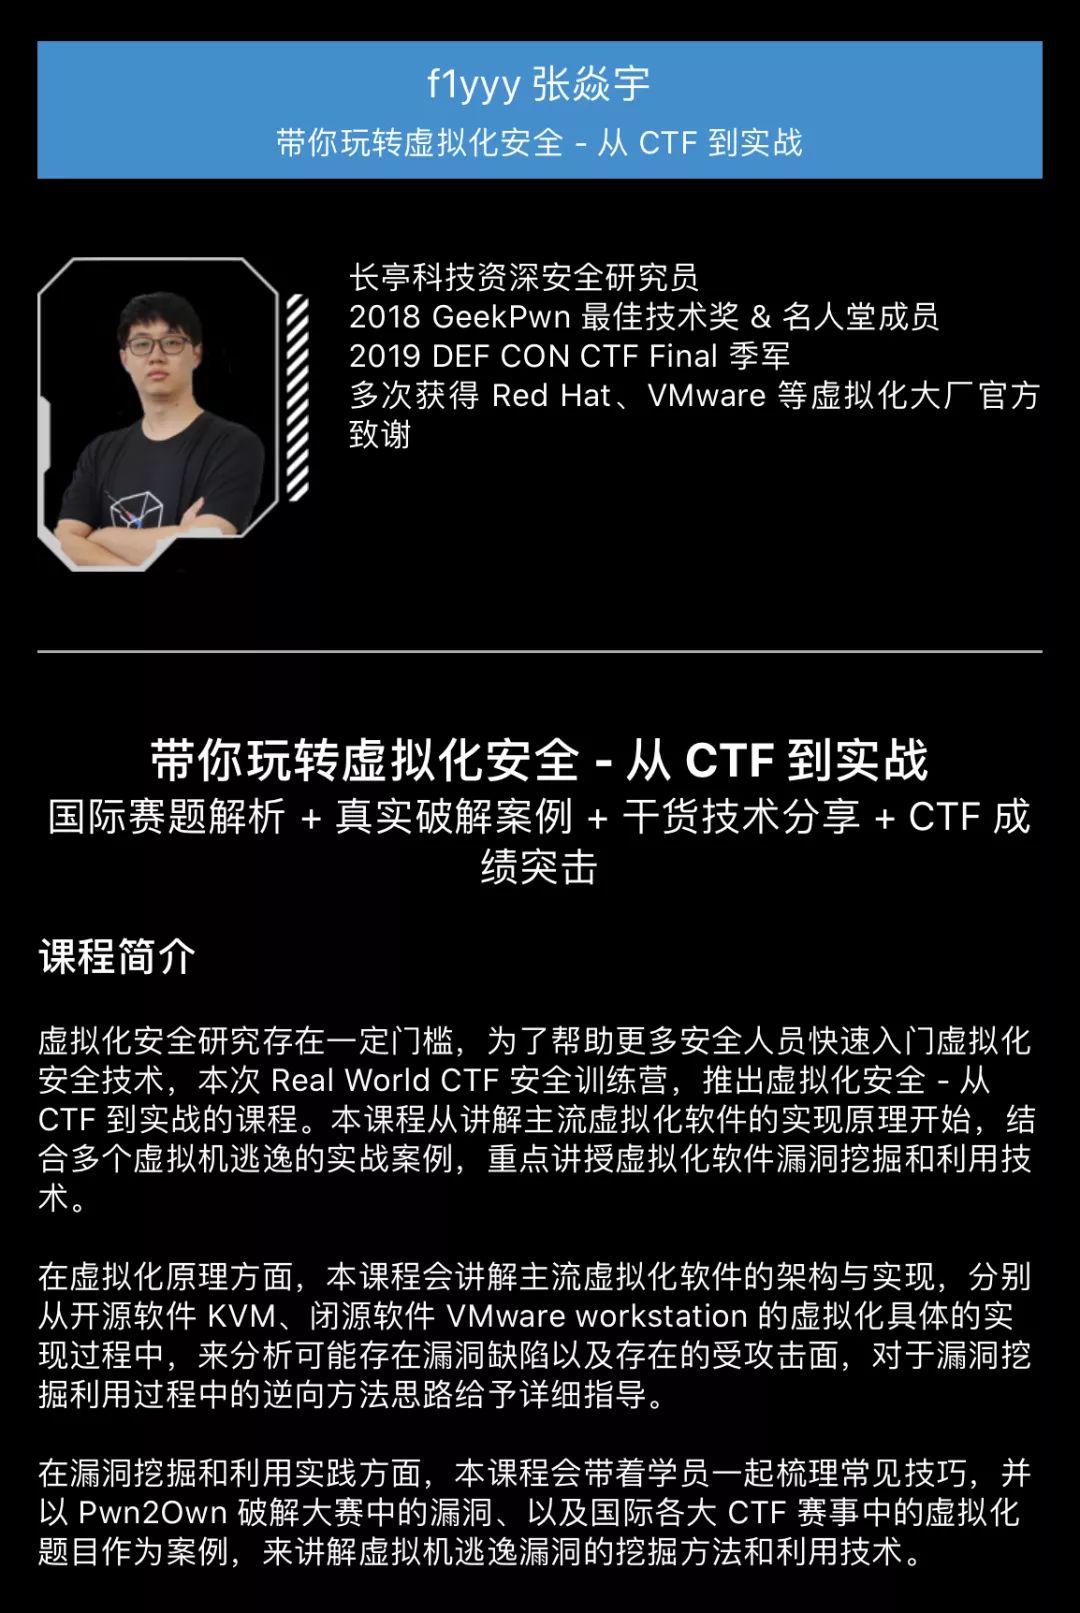 f1yyy 张焱宇
带你玩转虚拟化安全 - 从 CTF 到实战
长亭科技资深安全研究员
2018 GeekPwn 最佳技术奖 & 名人堂成员
2019 DEF CON CTF Final 季军
多次获得 Red Hat、VMware 等虚拟化大厂官方
致谢
带你玩转虚拟化安全 - 从 CTF 到实战
国际赛题解析 + 真实破解案例 + 干货技术分享 + CTF 成
绩突击
课程简介
虚拟化安全研究存在一定门槛，为了帮助更多安全人员快速入门虚拟化
安全技术，本次 Real World CTF 安全训练营，推出虚拟化安全 - 从
CTF 到实战的课程。本课程从讲解主流虚拟化软件的实现原理开始，结
合多个虚拟机逃逸的实战案例，重点讲授虚拟化软件漏洞挖掘和利用技
术。
在虚拟化原理方面，本课程会讲解主流虚拟化软件的架构与实现，分别
从开源软件 KVM、闭源软件 VMware workstation 的虚拟化具体的实
现过程中，来分析可能存在漏洞缺陷以及存在的受攻击面，对于漏洞挖
掘利用过程中的逆向方法思路给予详细指导。
在漏洞挖掘和利用实践方面，本课程会带着学员一起梳理常见技巧，并
以 Pwn2Own 破解大赛中的漏洞、以及国际各大 CTF 赛事中的虚拟化
题目作为案例，来讲解虚拟机逃逸漏洞的挖掘方法和利用技术。